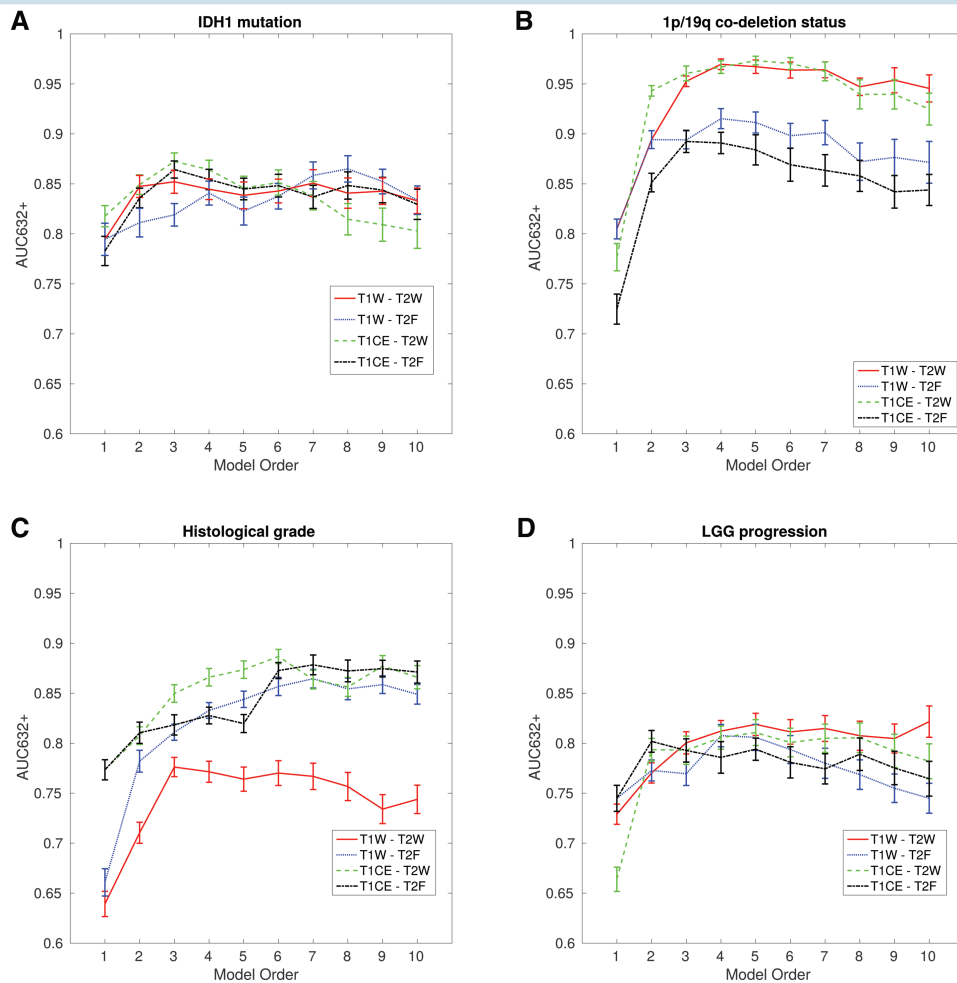 A
IDH1 mutation
1
0.95
0.9
0.85
0.8
0.75
0.7
0.65
0.6
AUC632+
1 2 3 4 5 6 7 8 9 10
Model Order
T1W - T2W
T1W - T2F
T1CE - T2W
T1CE - T2F
B
1p/19q co-deletion status
1
0.95
0.9
0.85
0.8
0.75
0.7
0.65
0.6
AUC632+
1 2 3 4 5 6 7 8 9 10
Model Order
T1W - T2W
T1W - T2F
T1CE - T2W
T1CE - T2F
C
Histological grade
1
0.95
0.9
0.85
0.8
0.75
0.7
0.65
0.6
AUC632+
1 2 3 4 5 6 7 8 9 10
Model Order
T1W - T2W
T1W - T2F
T1CE - T2W
T1CE - T2F
D
LGG progression
1
0.95
0.9
0.85
0.8
0.75
0.7
0.65
0.6
AUC632+
1 2 3 4 5 6 7 8 9 10
Model Order
T1W - T2W
T1W - T2F
T1CE - T2W
T1CE - T2F